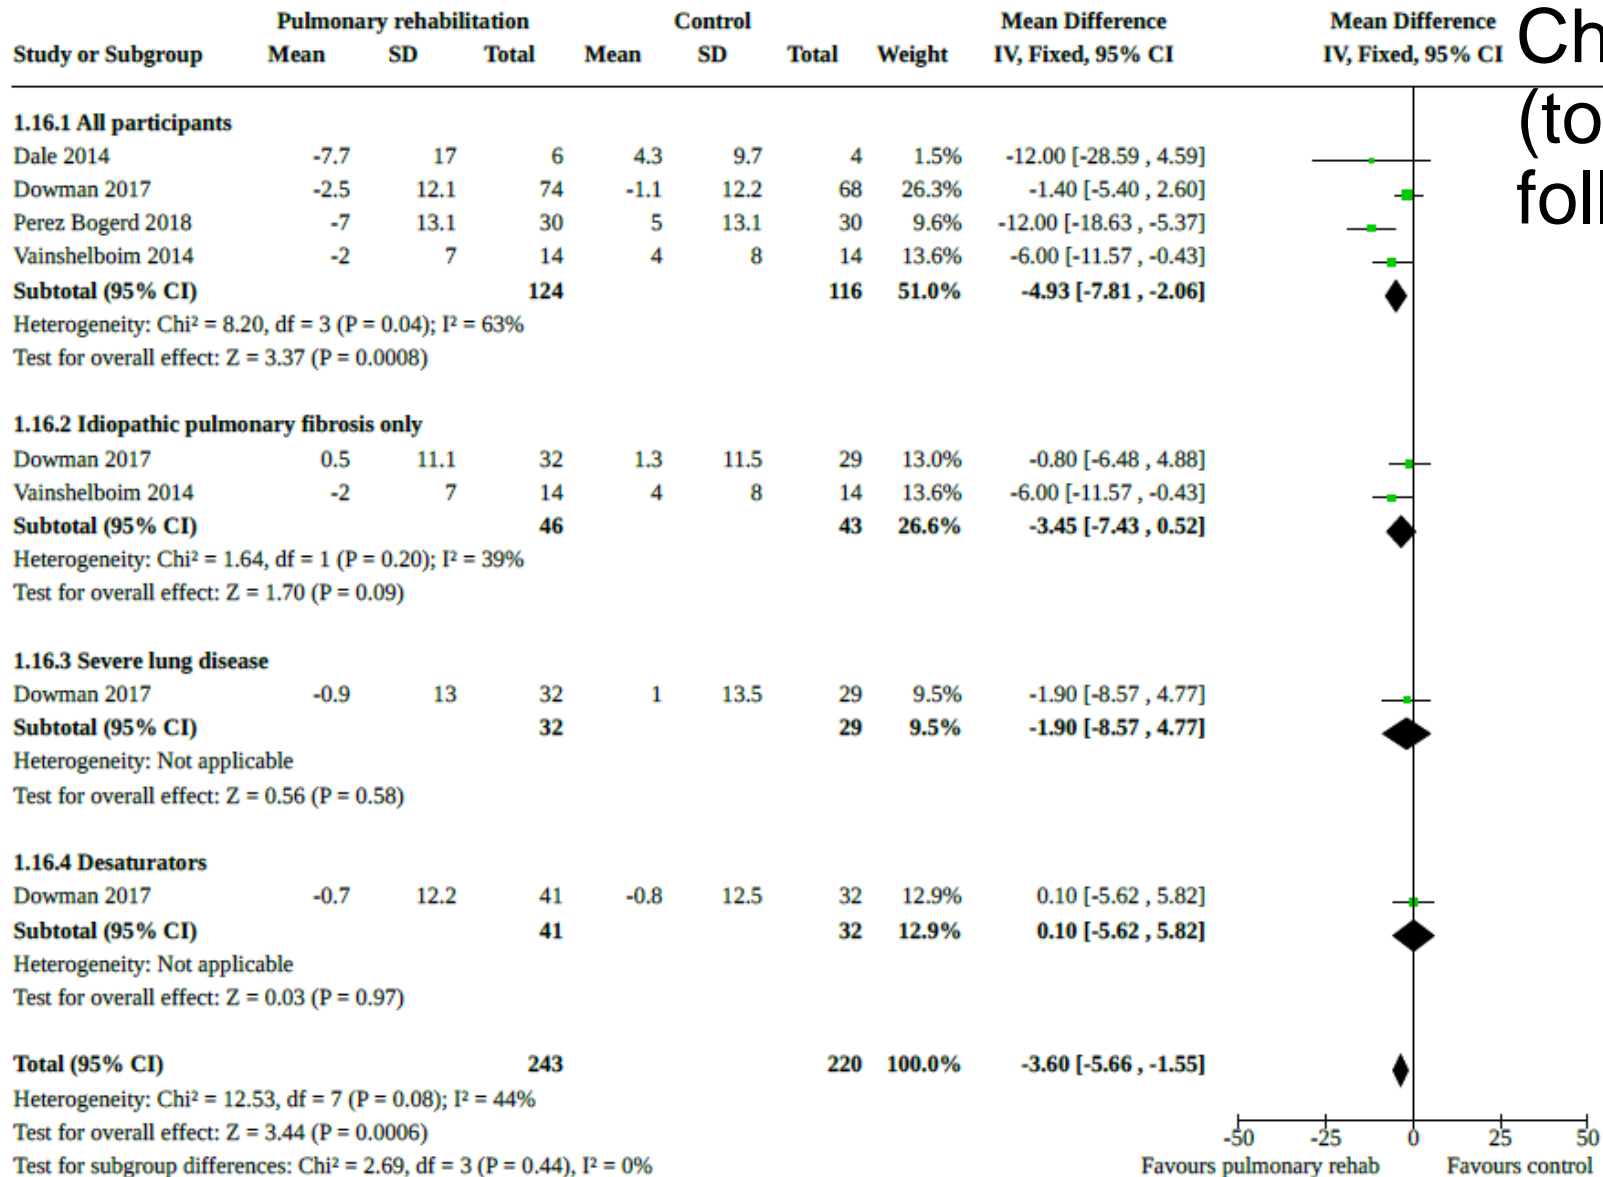 Pulmonary rehabilitation Control Mean Difference Mean Difference
Study or Subgroup Mean SD Total Mean SD Total Weight IV, Fixed, 95% CI IV, Fixed, 95% CI
Ch
(to
foll
1.16.1 All participants
Dale 2014 -7.7 17 6 4.3 9.7 4 1.5% -12.00 [-28.59 , 4.59]
Dowman 2017 -2.5 12.1 74 -1.1 12.2 68 26.3% -1.40 [-5.40 , 2.60]
Perez Bogerd 2018 -7 13.1 30 5 13.1 30 9.6% -12.00 [-18.63 , -5.37]
Vainshelboim 2014 -2 7 14 4 8 14 13.6% -6.00 [-11.57 , -0.43]
Subtotal (95% CI) 124 116 51.0% -4.93 [-7.81 , -2.06]
Heterogeneity: Chi² = 8.20, df = 3 (P = 0.04); I² = 63%
Test for overall effect: Z = 3.37 (P = 0.0008)
1.16.2 Idiopathic pulmonary fibrosis only
Dowman 2017 0.5 11.1 32 1.3 11.5 29 13.0% -0.80 [-6.48 , 4.88]
Vainshelboim 2014 -2 7 14 4 8 14 13.6% -6.00 [-11.57 , -0.43]
Subtotal (95% CI) 46 43 26.6% -3.45 [-7.43 , 0.52]
Heterogeneity: Chi² = 1.64, df = 1 (P = 0.20); I² = 39%
Test for overall effect: Z = 1.70 (P = 0.09)
1.16.3 Severe lung disease
Dowman 2017 -0.9 13 32 1 13.5 29 9.5% -1.90 [-8.57 , 4.77]
Subtotal (95% CI) 32 29 9.5% -1.90 [-8.57 , 4.77]
Heterogeneity: Not applicable
Test for overall effect: Z = 0.56 (P = 0.58)
1.16.4 Desaturators
Dowman 2017 -0.7 12.2 41 -0.8 12.5 32 12.9% 0.10 [-5.62 , 5.82]
Subtotal (95% CI) 41 32 12.9% 0.10 [-5.62 , 5.82]
Heterogeneity: Not applicable
Test for overall effect: Z = 0.03 (P = 0.97)
Total (95% CI) 243 220 100.0% -3.60 [-5.66 , -1.55]
Heterogeneity: Chi² = 12.53, df = 7 (P = 0.08); I² = 44%
Test for overall effect: Z = 3.44 (P = 0.0006)
Test for subgroup differences: Chi² = 2.69, df = 3 (P = 0.44), I² = 0%
-50 -25 0 25 50
Favours pulmonary rehab Favours control